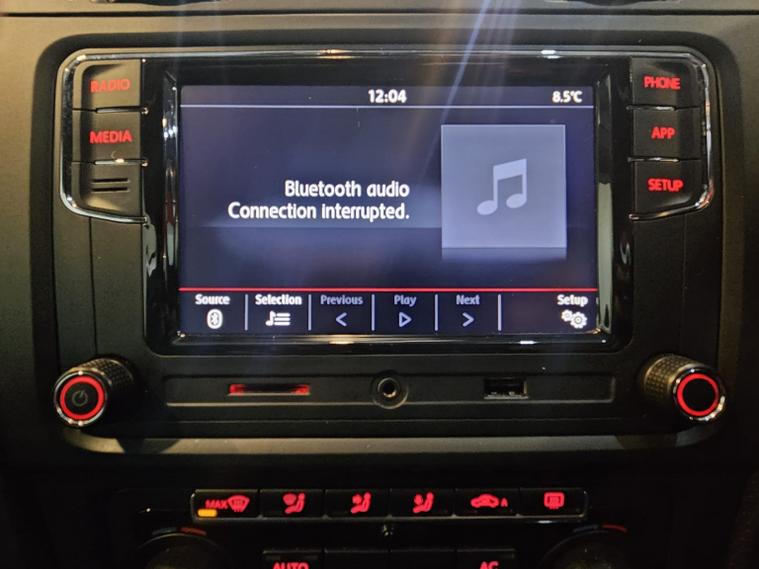 RADIO
MEDIA
12:04
8.5°C
Bluetooth audio
Connection interrupted.
Source
Selection
Previous
Play
Next
Setup
PHONE
APP
SETUP
MAX
A
AUTO
AC